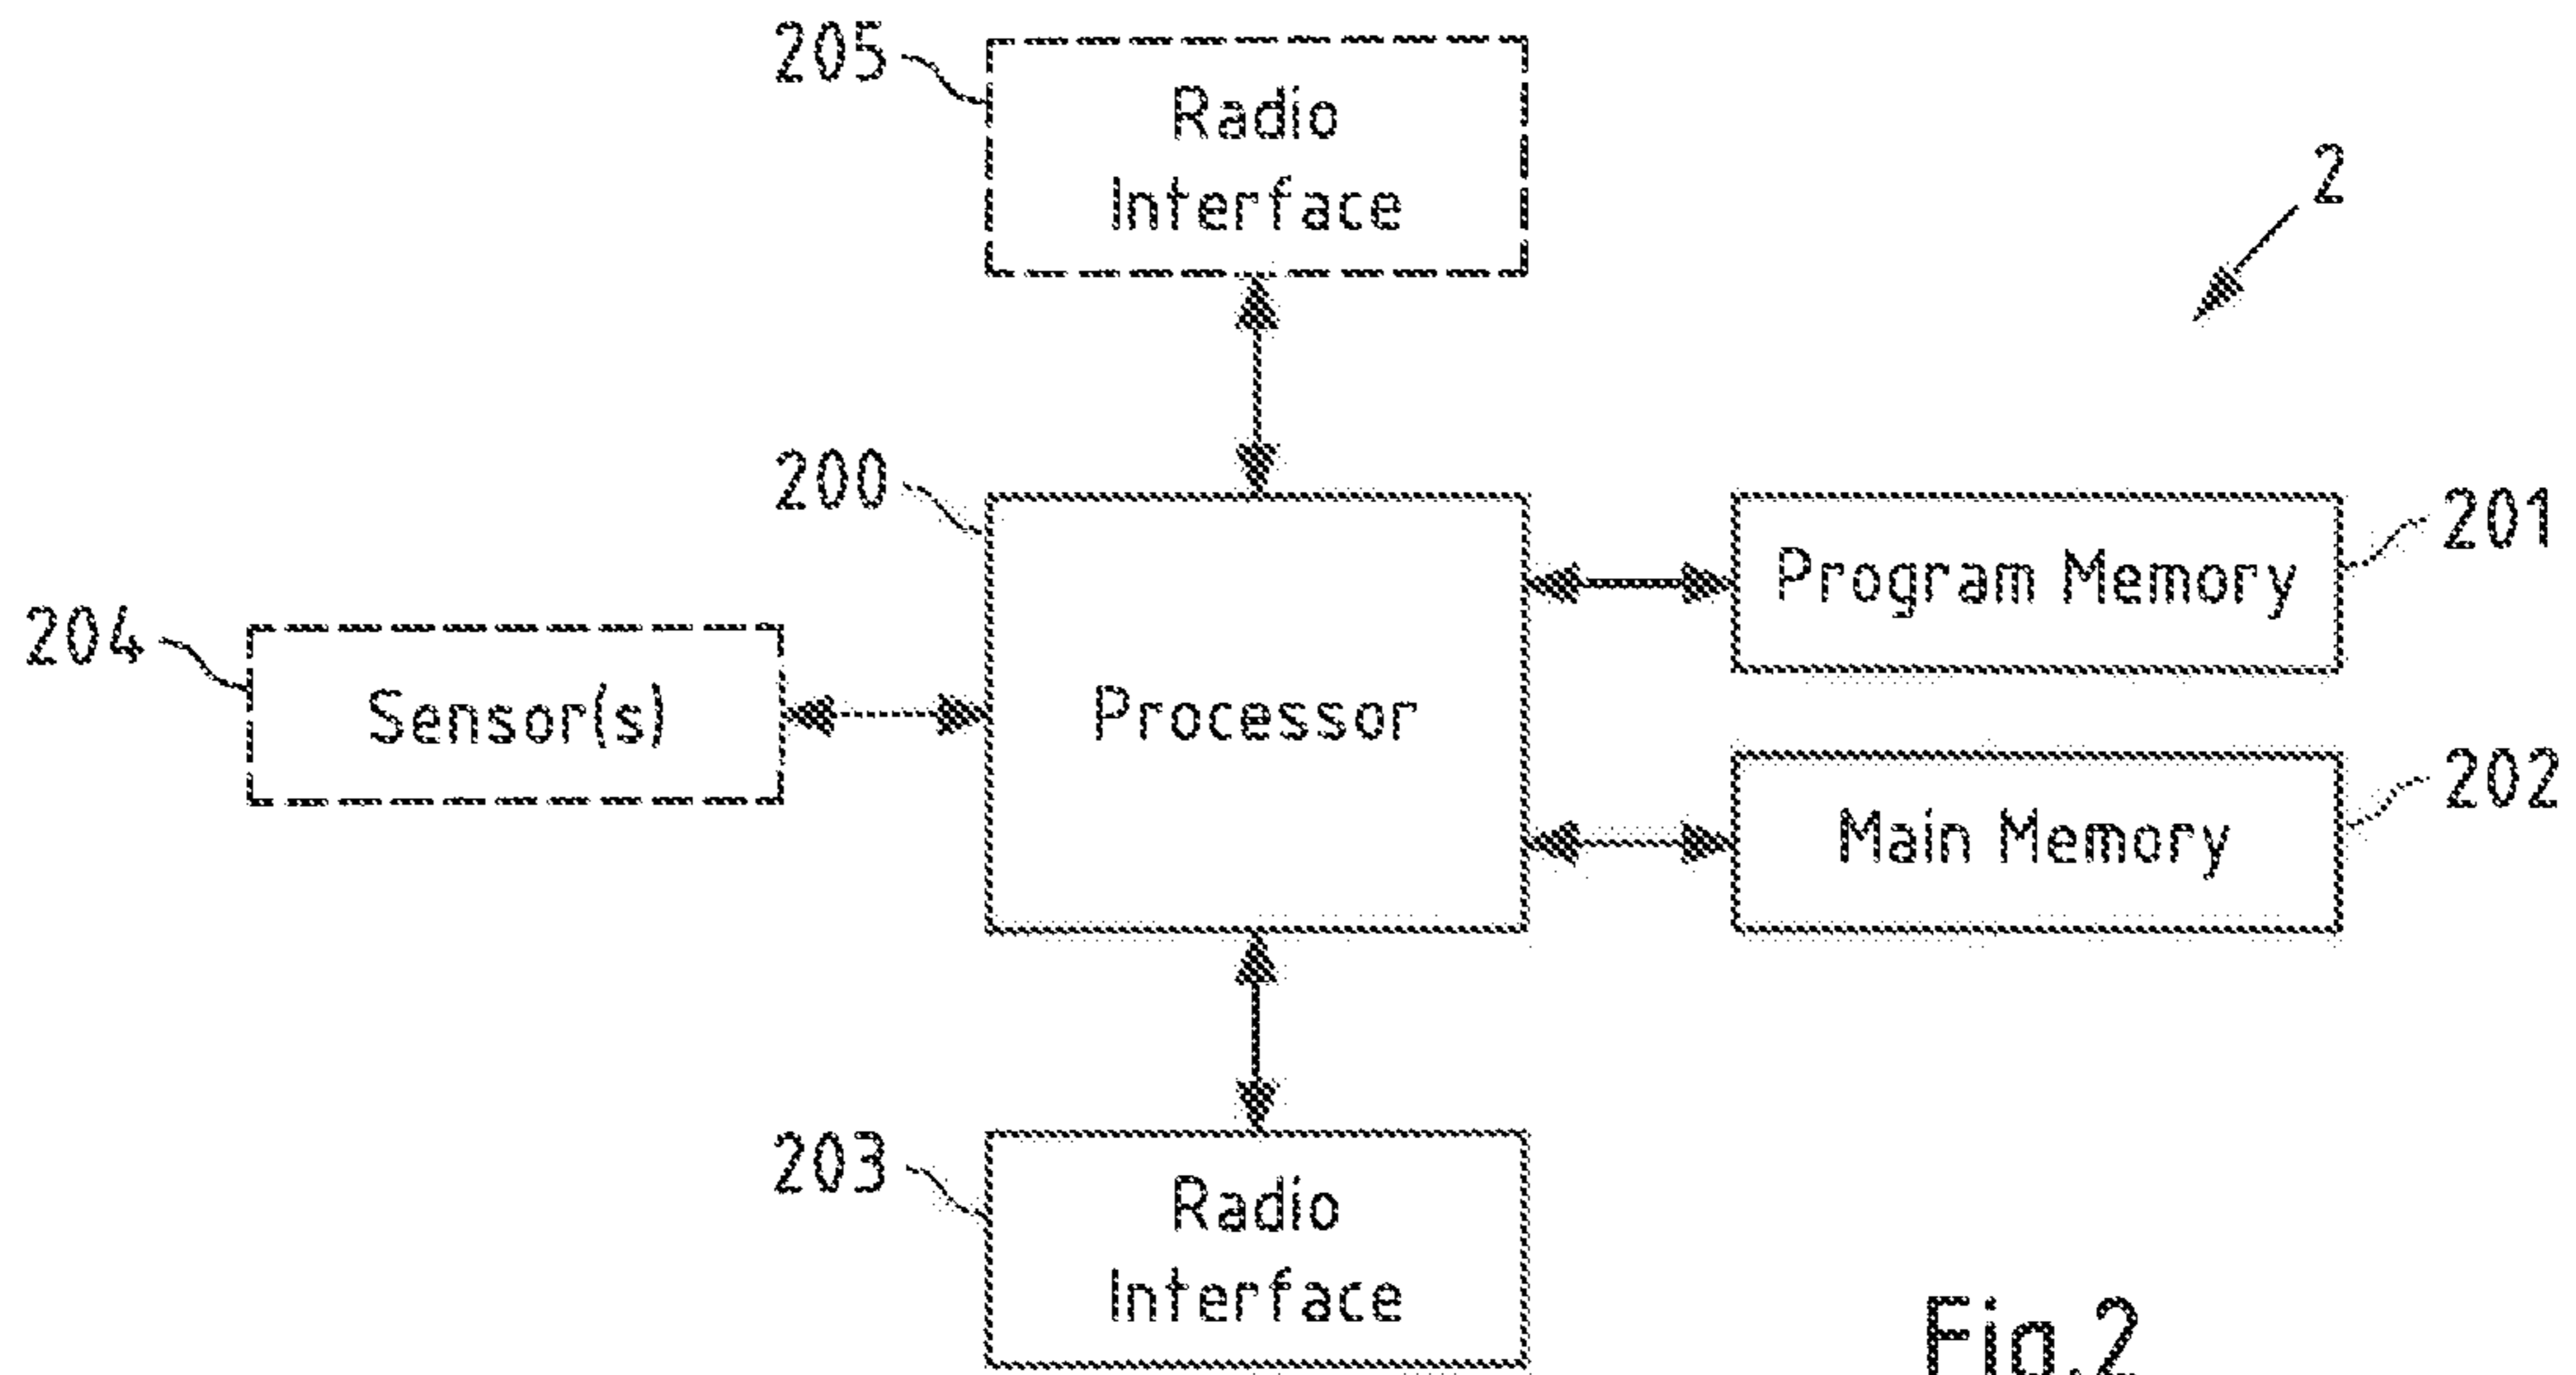 205
Radio
Interface
2
200
201
Program Memory
204
Sensor(s)
Processor
202
Main Memory
203
Radio
Interface
Fig.2